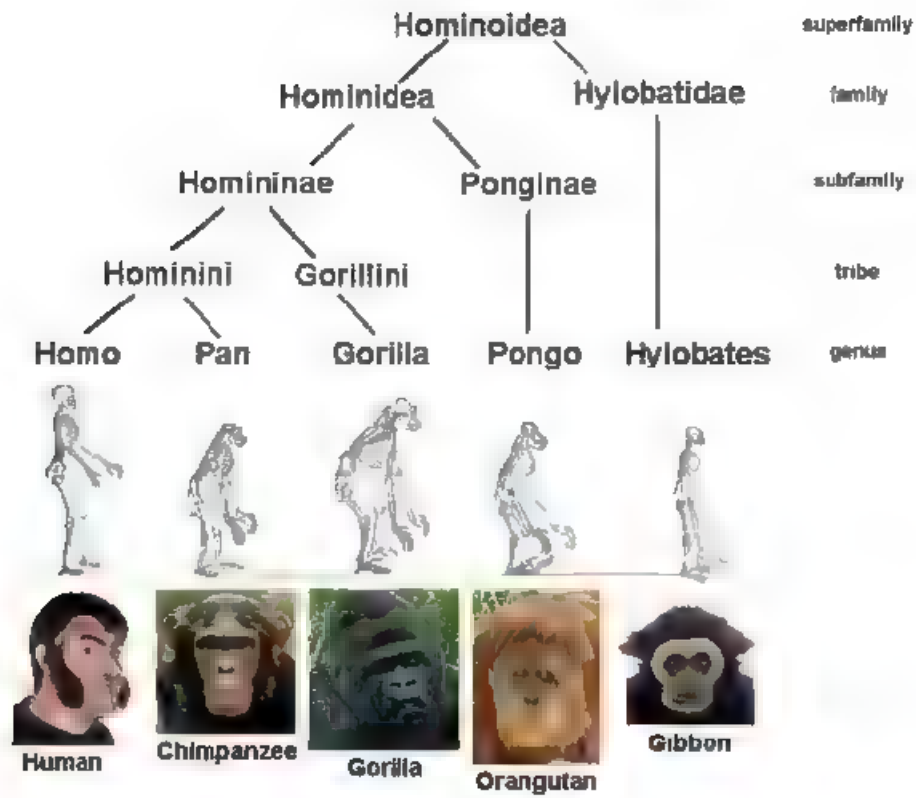 Hominoidea superfamily
Hominidea Hylobatidae family
Homininae Ponginae subfamily
Hominini Gorillini tribe
Homo Pan Gorilla Pongo Hylobates genus
Human Chimpanzee Gorilla Orangutan Gibbon